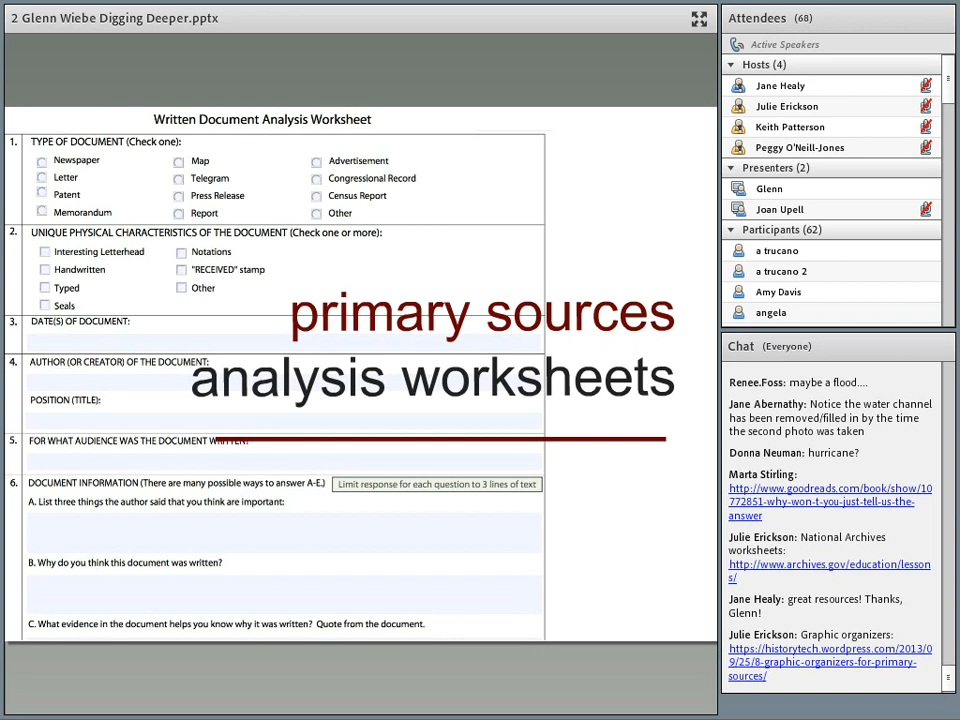 2 Glenn Wiebe Digging Deeper.pptx
Written Document Analysis Worksheet
1. TYPE OF DOCUMENT (Check one):
Newspaper Map Advertisement
Letter Telegram Congressional Record
Patent Press Release Census Report
Memorandum Report Other
2. UNIQUE PHYSICAL CHARACTERISTICS OF THE DOCUMENT (Check one or more):
Interesting Letterhead Notations
Handwritten "RECEIVED" stamp
Typed Other
Seals
primary sources
analysis worksheets
3. DATE(S) OF DOCUMENT:
4. AUTHOR (OR CREATOR) OF THE DOCUMENT:
POSITION (TITLE):
5. FOR WHAT AUDIENCE WAS THE DOCUMENT WRITTEN?
6. DOCUMENT INFORMATION (There are many possible ways to answer A-E.) Limit response for each question to 3 lines of text
A. List three things the author said that you think are important:
B. Why do you think this document was written?
C. What evidence in the document helps you know why it was written? Quote from the document.
Attendees (68)
Active Speakers
Hosts (4)
Jane Healy
Julie Erickson
Keith Patterson
Peggy O'Neill-Jones
Presenters (2)
Glenn
Joan Upell
Participants (62)
a trucano
a trucano 2
Amy Davis
angela
Chat (Everyone)
Renee.Foss: maybe a flood....
Jane Abernathy: Notice the water channel
has been removed/filled in by the time
the second photo was taken
Donna Neuman: hurricane?
Marta Stirling:
http://www.goodreads.com/book/show/10
772851-why-won-t-you-just-tell-us-the-
answer
Julie Erickson: National Archives
worksheets:
http://www.archives.gov/education/lesson
s/
Jane Healy: great resources! Thanks,
Glenn!
Julie Erickson: Graphic organizers:
https://historytech.wordpress.com/2013/0
9/25/8-graphic-organizers-for-primary-
sources/